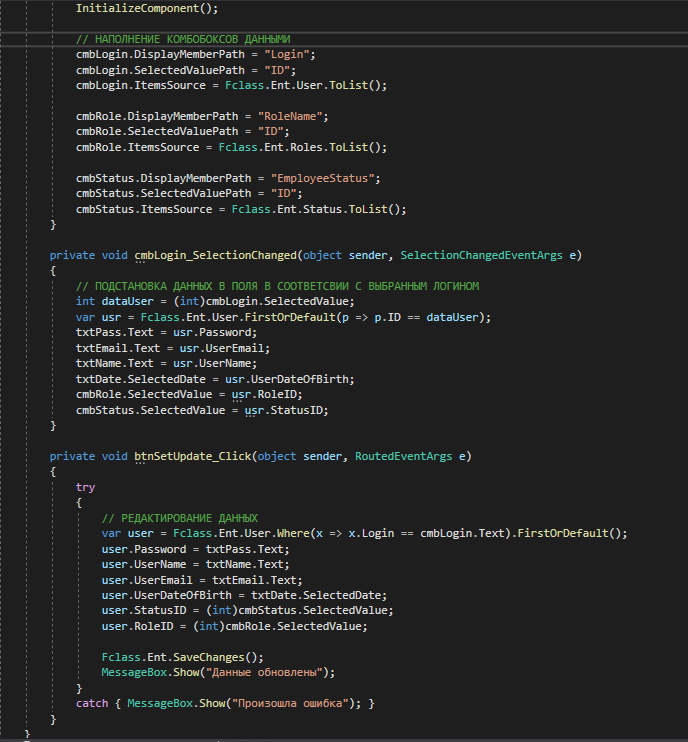 InitializeComponent();
// НАПОЛНЕНИЕ КОМБОБОКСОВ ДАННЫМИ
cmbLogin.DisplayMemberPath = "Login";
cmbLogin.SelectedValuePath = "ID";
cmbLogin.ItemsSource = Fclass.Ent.User.ToList();
cmbRole.DisplayMemberPath = "RoleName";
cmbRole.SelectedValuePath = "ID";
cmbRole.ItemsSource = Fclass.Ent.Roles.ToList();
cmbStatus.DisplayMemberPath = "EmployeeStatus";
cmbStatus.SelectedValuePath = "ID";
cmbStatus.ItemsSource = Fclass.Ent.Status.ToList();
}
private void cmbLogin_SelectionChanged(object sender, SelectionChangedEventArgs e)
{
// ПОДСТАНОВКА ДАННЫХ В ПОЛЯ В СООТВЕТСВИИ С ВЫБРАННЫМ ЛОГИНОМ
int dataUser = (int)cmbLogin.SelectedValue;
var usr = Fclass.Ent.User.FirstOrDefault(p => p.ID == dataUser);
txtPass.Text = usr.Password;
txtEmail.Text = usr.UserEmail;
txtName.Text = usr.UserName;
txtDate.SelectedDate = usr.UserDateOfBirth;
cmbRole.SelectedValue = usr.RoleID;
cmbStatus.SelectedValue = usr.StatusID;
}
private void btnSetUpdate_Click(object sender, RoutedEventArgs e)
{
try
{
// РЕДАКТИРОВАНИЕ ДАННЫХ
var user = Fclass.Ent.User.Where(x => x.Login == cmbLogin.Text).FirstOrDefault();
user.Password = txtPass.Text;
user.UserName = txtName.Text;
user.UserEmail = txtEmail.Text;
user.UserDateOfBirth = txtDate.SelectedDate;
user.StatusID = (int)cmbStatus.SelectedValue;
user.RoleID = (int)cmbRole.SelectedValue;
Fclass.Ent.SaveChanges();
MessageBox.Show("Данные обновлены");
}
catch { MessageBox.Show("Произошла ошибка"); }
}
}